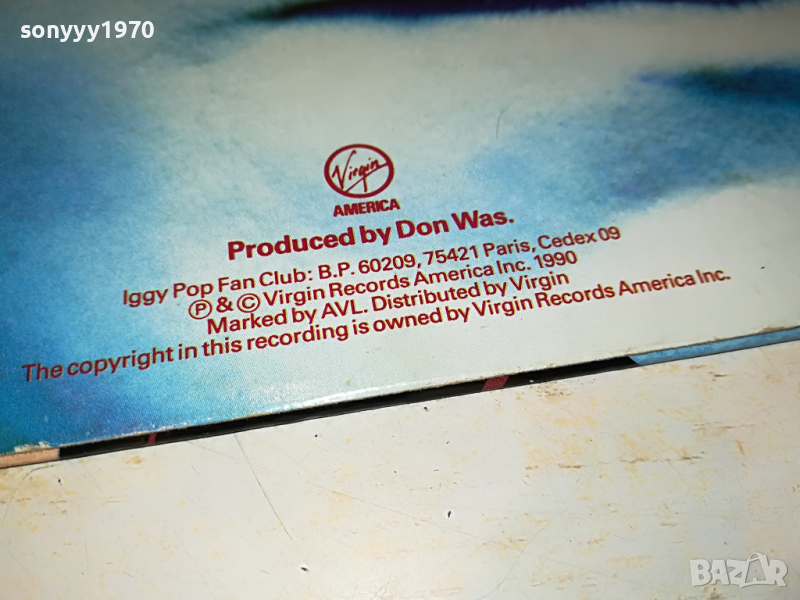 sonyyy1970
Virgin
AMERICA
Produced by Don Was.
Iggy Pop Fan Club: B.P. 60209, 75421 Paris, Cedex 09
℗ & © Virgin Records America Inc. 1990
Marked by AVL. Distributed by Virgin
The copyright in this recording is owned by Virgin Records America Inc.
BAZAR